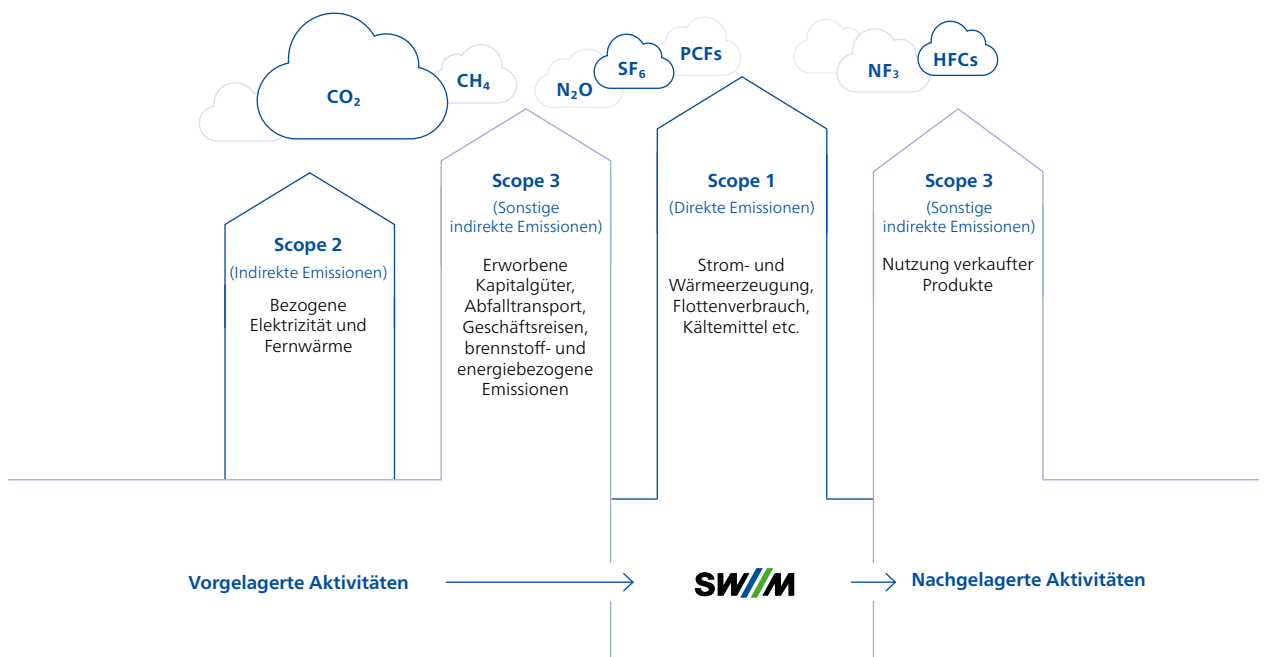 CO₂
CH₄
N₂O
SF₆
PCFs
NF₃
HFCs
Scope 2
(Indirekte Emissionen)
Bezogene
Elektrizität und
Fernwärme
Scope 3
(Sonstige
indirekte Emissionen)
Erworbene
Kapitalgüter,
Abfalltransport,
Geschäftsreisen,
brennstoff- und
energiebezogene
Emissionen
Scope 1
(Direkte Emissionen)
Strom- und
Wärmeerzeugung,
Flottenverbrauch,
Kältemittel etc.
Scope 3
(Sonstige
indirekte Emissionen)
Nutzung verkaufter
Produkte
Vorgelagerte Aktivitäten
SW//M
Nachgelagerte Aktivitäten